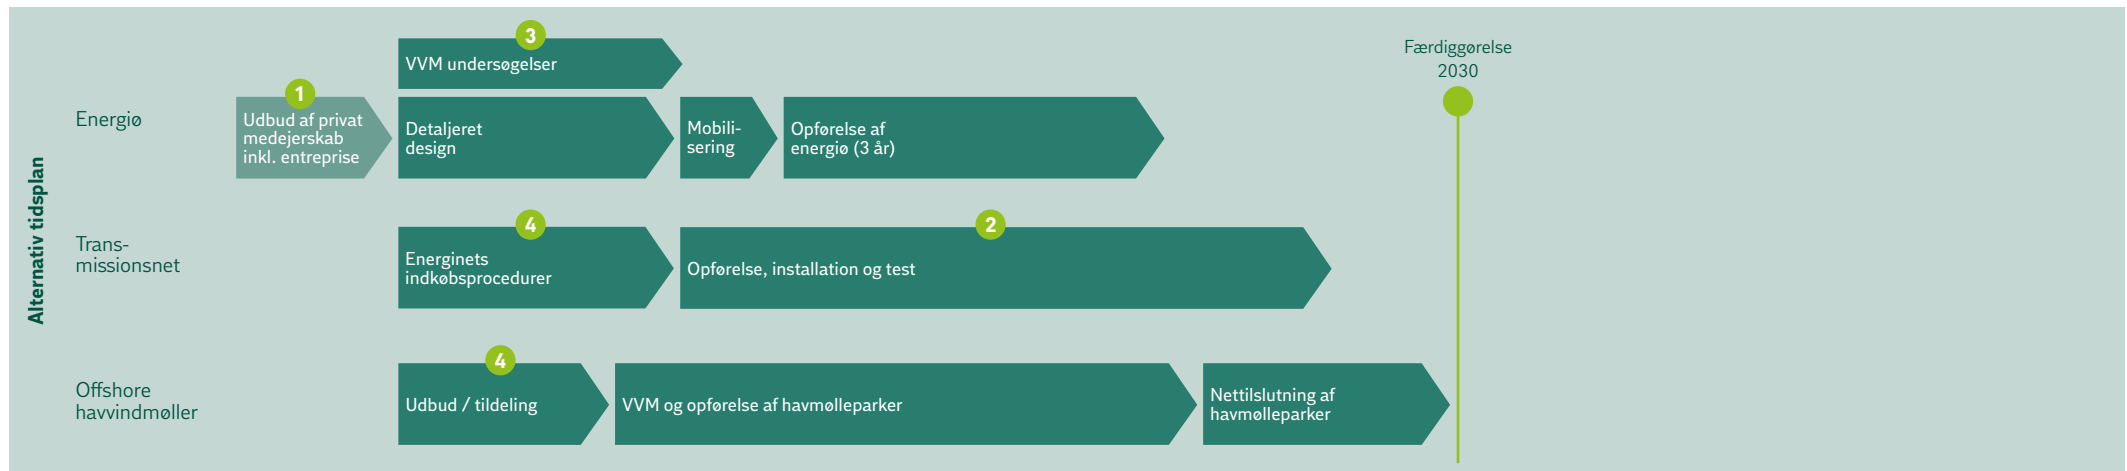 Alternativ tidsplan
Energiø
1
Udbud af privat
medejerskab
inkl. entreprise
3
VVM undersøgelser
Detaljeret
design
Mobili-
sering
Opførelse af
energiø (3 år)
Færdiggørelse
2030
Trans-
missionsnet
4
Energinets
indkøbsprocedurer
2
Opførelse, installation og test
Offshore
havvindmøller
4
Udbud / tildeling
VVM og opførelse af havmølleparker
Nettilslutning af
havmølleparker